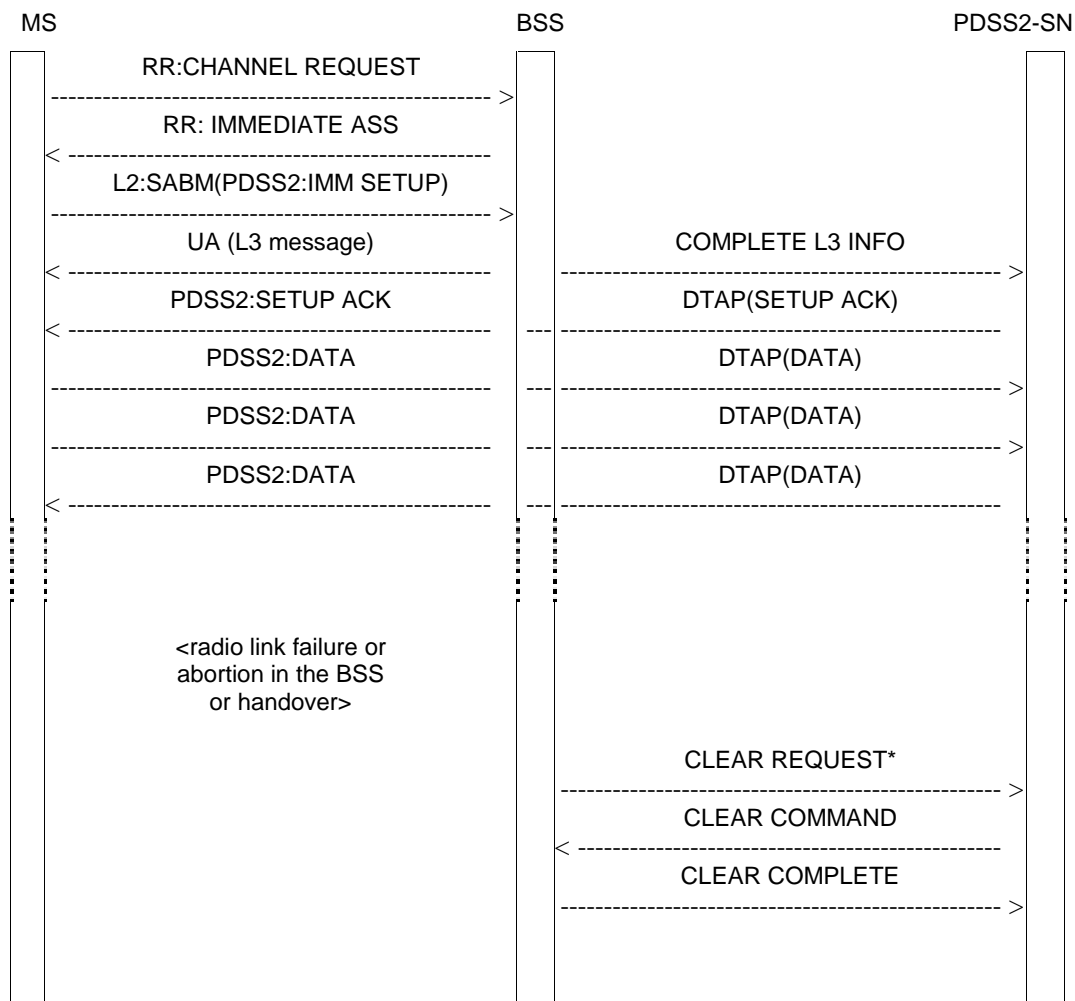 MS BSS PDSS2-SN
RR:CHANNEL REQUEST
RR: IMMEDIATE ASS
L2:SABM(PDSS2:IMM SETUP)
UA (L3 message) COMPLETE L3 INFO
PDSS2:SETUP ACK DTAP(SETUP ACK)
PDSS2:DATA DTAP(DATA)
PDSS2:DATA DTAP(DATA)
PDSS2:DATA DTAP(DATA)
<radio link failure or
abortion in the BSS
or handover>
CLEAR REQUEST*
CLEAR COMMAND
CLEAR COMPLETE